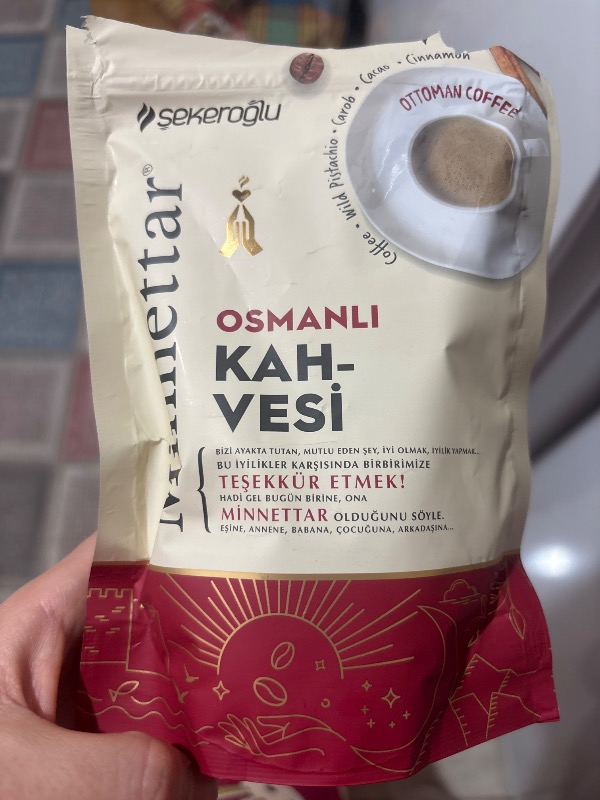 şekeroğlu
Minnettar®
Coffee • Wild Pistachio • Carob • Cacao • Cinnamon
OTTOMAN COFFEE
OSMANLI
KAH-
VESİ
BİZİ AYAKTA TUTAN, MUTLU EDEN ŞEY, İYİ OLMAK, İYİLİK YAPMAK...
BU İYİLİKLER KARŞISINDA BİRBİRİMİZE
TEŞEKKÜR ETMEK!
HADİ GEL BUGÜN BİRİNE, ONA
MİNNETTAR OLDUĞUNU SÖYLE.
EŞİNE, ANNENE, BABANA, ÇOCUĞUNA, ARKADAŞINA...